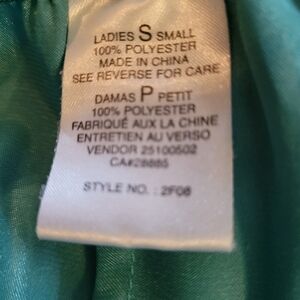 LADIES S SMALL
100% POLYESTER
MADE IN CHINA
SEE REVERSE FOR CARE
DAMAS P PETIT
100% POLYESTER
FABRIQUÉ AUX LA CHINE
ENTRETIEN AU VERSO
VENDOR 25100502
CA#28885
STYLE NO. : 2F08